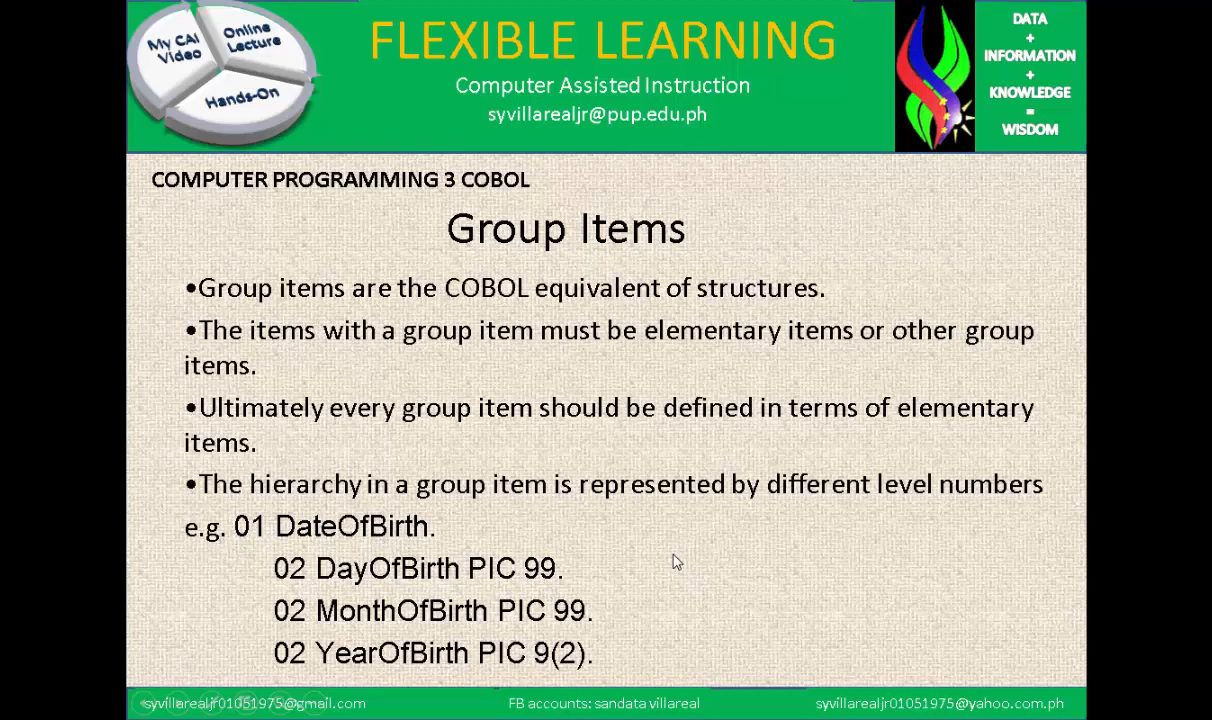 My CAI
Video
Online
Lecture
Hands-On
FLEXIBLE LEARNING
Computer Assisted Instruction
syvillarealjr@pup.edu.ph
DATA
+
INFORMATION
+
KNOWLEDGE
=
WISDOM
COMPUTER PROGRAMMING 3 COBOL
Group Items
•Group items are the COBOL equivalent of structures.
•The items with a group item must be elementary items or other group
items.
•Ultimately every group item should be defined in terms of elementary
items.
•The hierarchy in a group item is represented by different level numbers
e.g. 01 DateOfBirth.
02 DayOfBirth PIC 99.
02 MonthOfBirth PIC 99.
02 YearOfBirth PIC 9(2).
syvillarealjr01051975@gmail.com
FB accounts: sandata villareal
syvillarealjr01051975@yahoo.com.ph